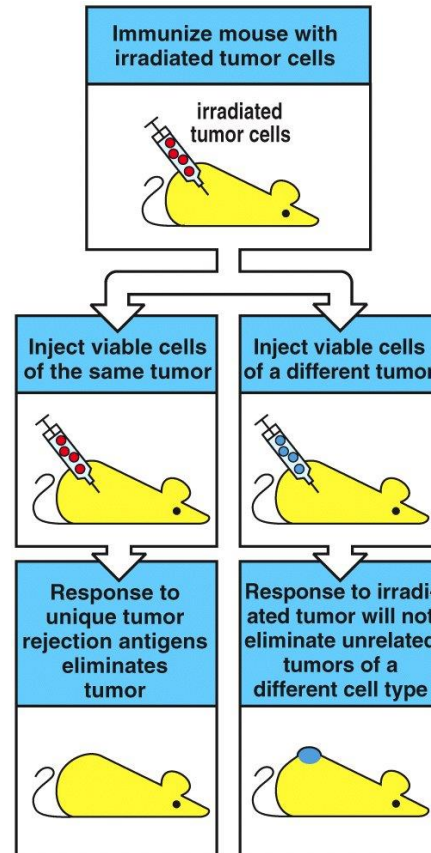 Immunize mouse with
irradiated tumor cells
irradiated
tumor cells
Inject viable cells
of the same tumor
Inject viable cells
of a different tumor
Response to
unique tumor
rejection antigens
eliminates
tumor
Response to irradi-
ated tumor will not
eliminate unrelated
tumors of a
different cell type